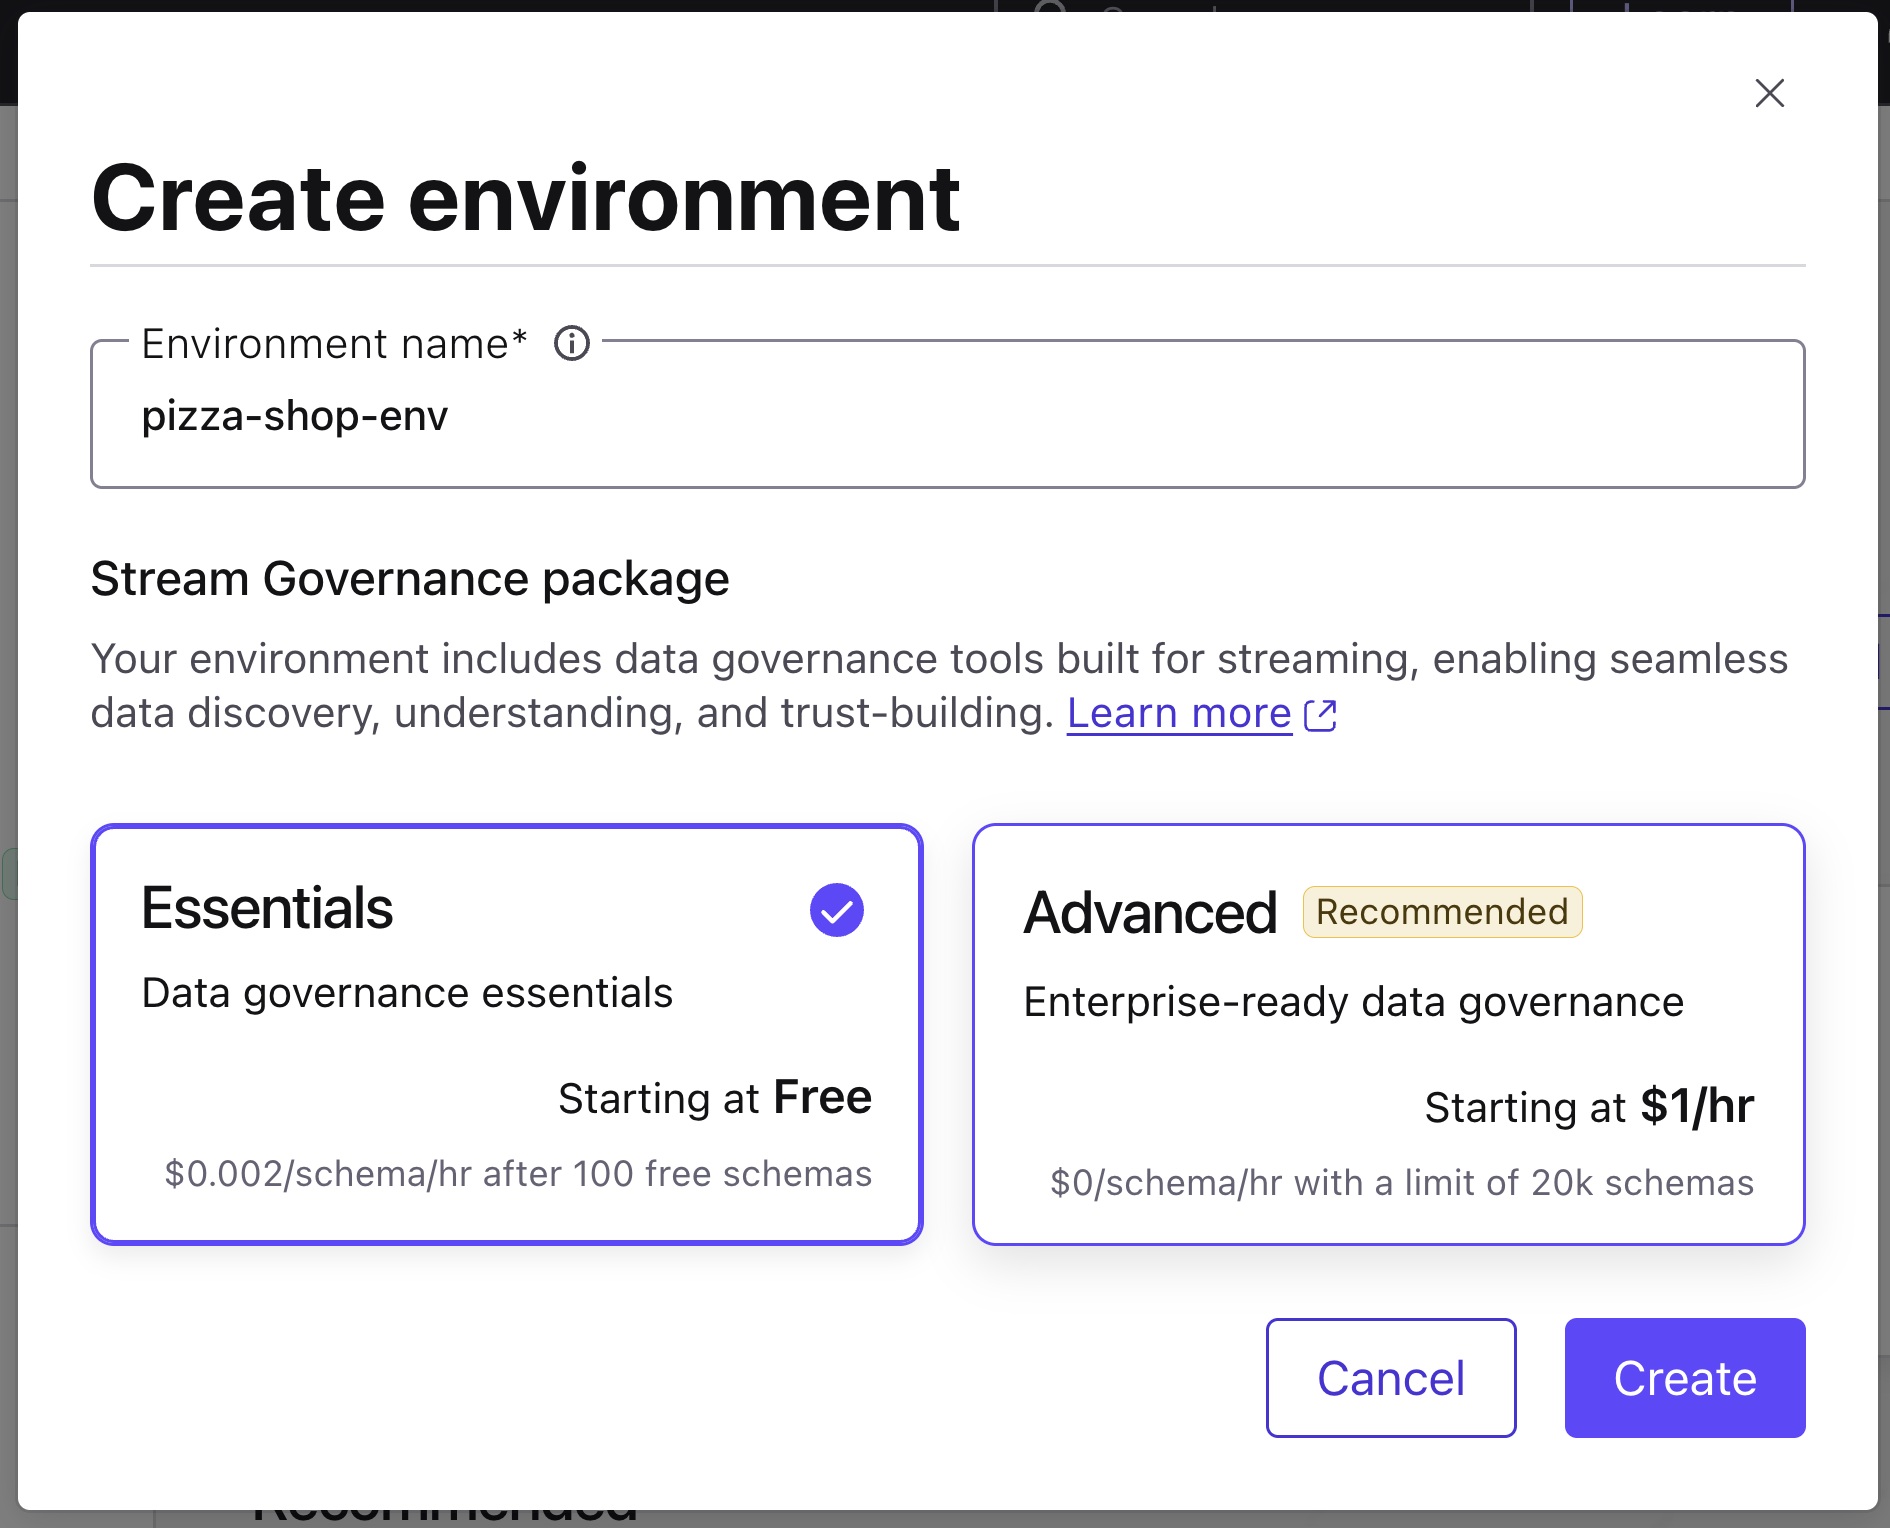 Create environment
Environment name*
pizza-shop-env
Stream Governance package
Your environment includes data governance tools built for streaming, enabling seamless
data discovery, understanding, and trust-building. Learn more
Essentials
Data governance essentials
Starting at Free
$0.002/schema/hr after 100 free schemas
Advanced Recommended
Enterprise-ready data governance
Starting at $1/hr
$0/schema/hr with a limit of 20k schemas
Cancel Create
Recommended